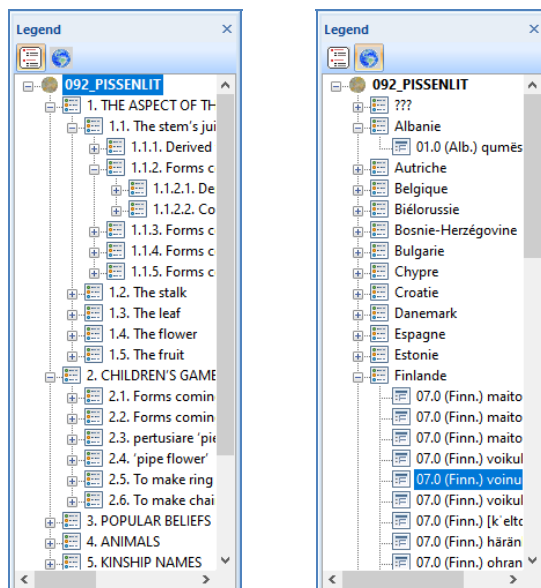 Legend
092_PISSENLIT
1. THE ASPECT OF TH
1.1. The stem's jui
1.1.1. Derived
1.1.2. Forms c
1.1.2.1. De
1.1.2.2. Co
1.1.3. Forms c
1.1.4. Forms c
1.1.5. Forms c
1.2. The stalk
1.3. The leaf
1.4. The flower
1.5. The fruit
2. CHILDREN'S GAME
2.1. Forms comin
2.2. Forms comin
2.3. pertusiare 'pie
2.4. 'pipe flower'
2.5. To make ring
2.6. To make chai
3. POPULAR BELIEFS
4. ANIMALS
5. KINSHIP NAMES
Legend
092_PISSENLIT
???
Albanie
01.0 (Alb.) qumës
Autriche
Belgique
Biélorussie
Bosnie-Herzégovine
Bulgarie
Chypre
Croatie
Danemark
Espagne
Estonie
Finlande
07.0 (Finn.) maito
07.0 (Finn.) maito
07.0 (Finn.) maito
07.0 (Finn.) voikul
07.0 (Finn.) voinu
07.0 (Finn.) voikul
07.0 (Finn.) [k΄elto
07.0 (Finn.) härän
07.0 (Finn.) ohran